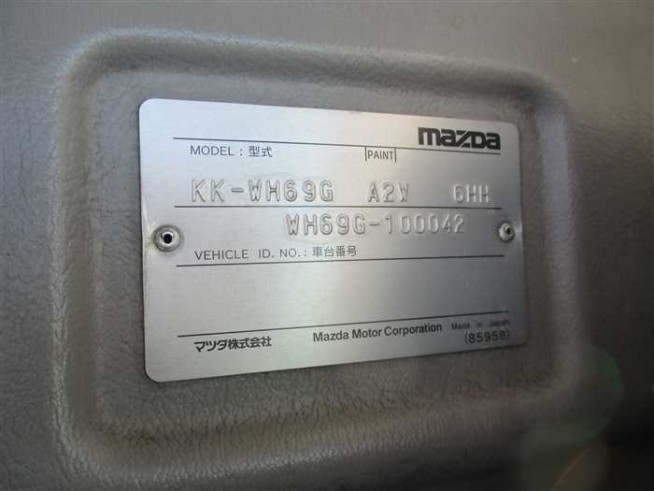 mazda
MODEL : 型式 PAINT
KK-WH69G A2W 6HH
WH69G-100042
VEHICLE ID. NO. : 車台番号
マツダ株式会社 Mazda Motor Corporation Made in Japan
(8595B)